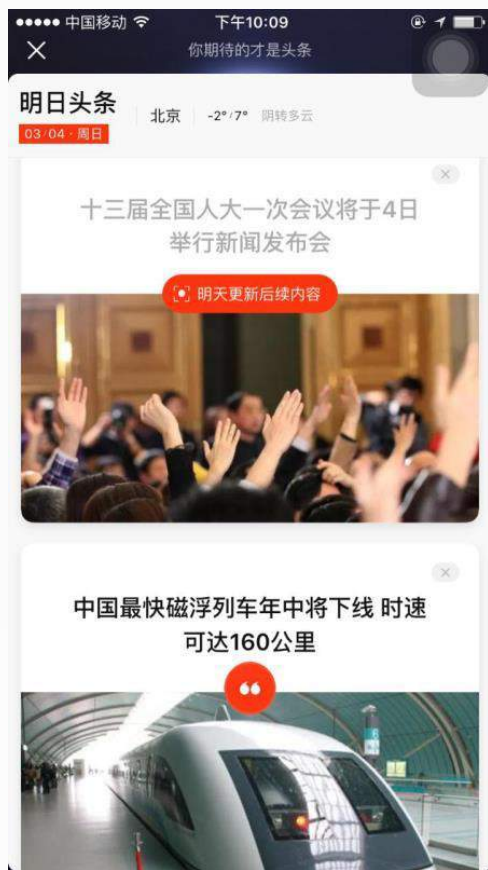 中国移动 下午10:09
你期待的才是头条
明日头条
03/04·周日
北京 -2°/7° 阴转多云
十三届全国人大一次会议将于4日
举行新闻发布会
明天更新后续内容
中国最快磁浮列车年中将下线 时速
可达160公里